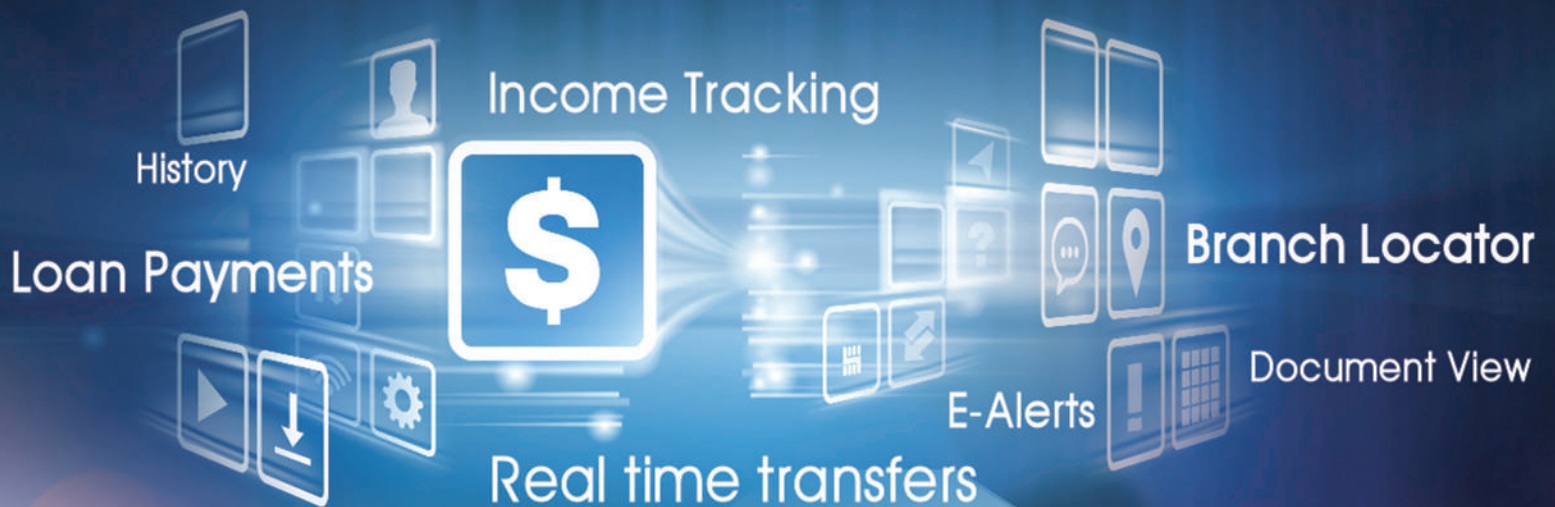 Income Tracking
History
$
Branch Locator
Loan Payments
?
Document View
E-Alerts
Real time transfers